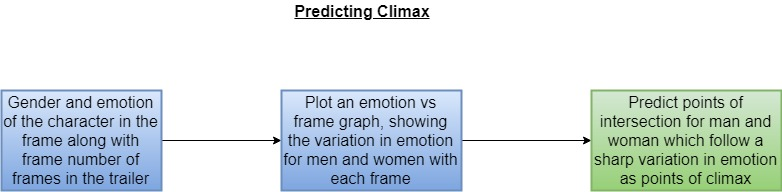 Predicting Climax
Gender and emotion
of the character in the
frame along with
frame number of
frames in the trailer
Plot an emotion vs
frame graph, showing
the variation in emotion
for men and women with
each frame
Predict points of
intersection for man and
woman which follow a
sharp variation in emotion
as points of climax